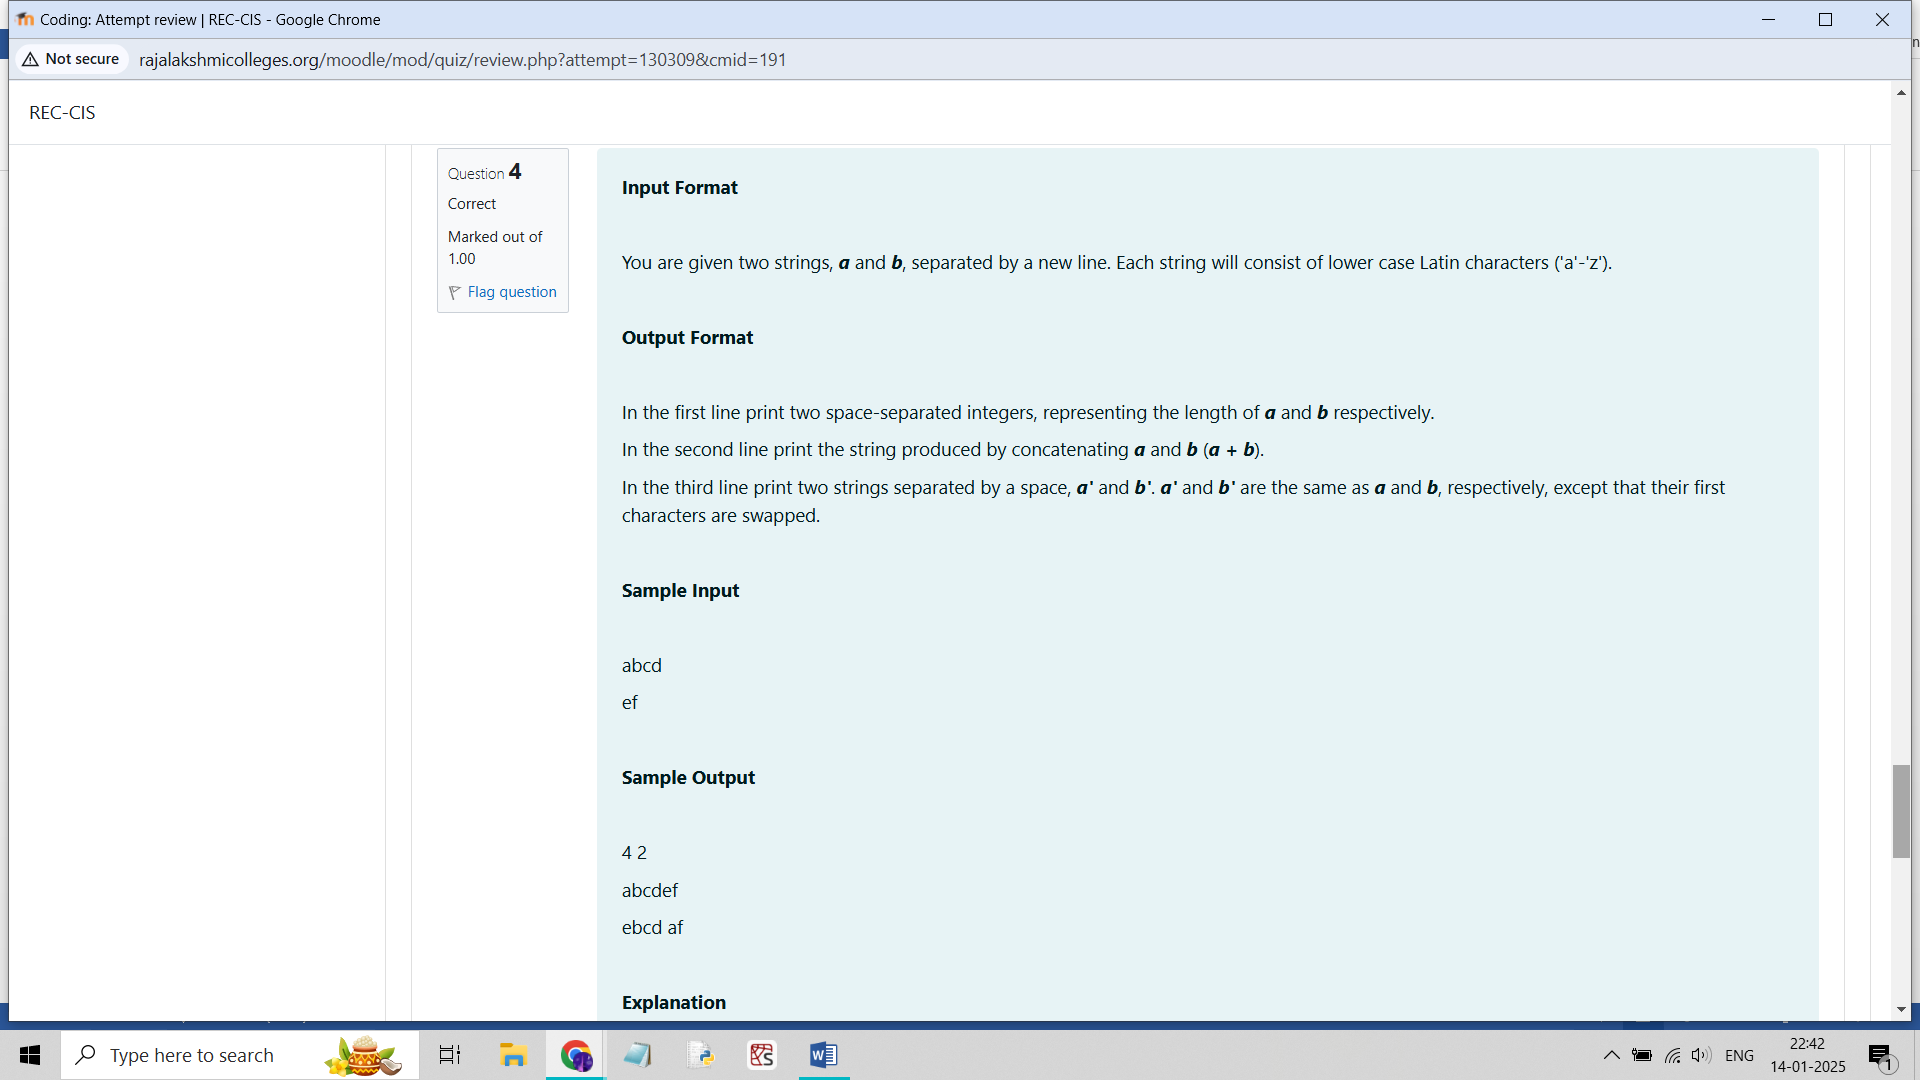 Coding: Attempt review | REC-CIS - Google Chrome
Not secure
rajalakshmicolleges.org/moodle/mod/quiz/review.php?attempt=130309&cmid=191
REC-CIS
Question 4
Correct
Marked out of
1.00
Flag question
Input Format
You are given two strings, a and b, separated by a new line. Each string will consist of lower case Latin characters ('a'-'z').
Output Format
In the first line print two space-separated integers, representing the length of a and b respectively.
In the second line print the string produced by concatenating a and b (a + b).
In the third line print two strings separated by a space, a' and b'. a' and b' are the same as a and b, respectively, except that their first
characters are swapped.
Sample Input
abcd
ef
Sample Output
4 2
abcdef
ebcd af
Explanation
Type here to search
ENG
22:42
14-01-2025
1